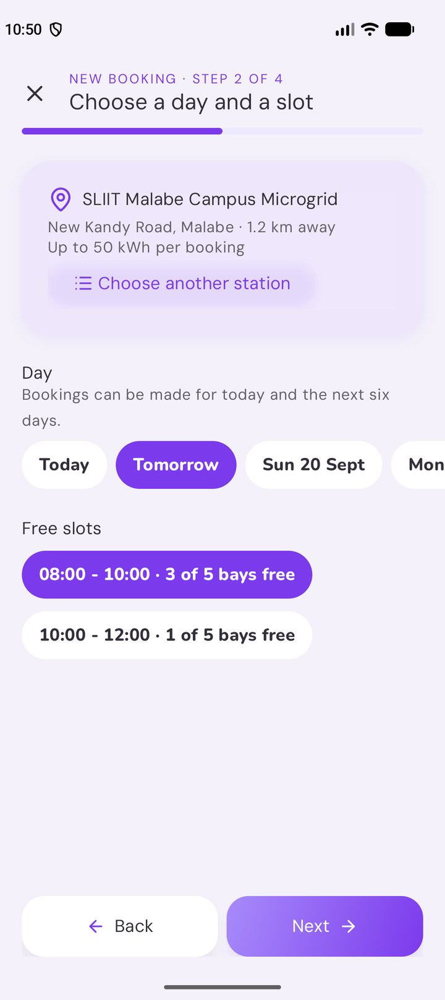 10:50
NEW BOOKING · STEP 2 OF 4
Choose a day and a slot
SLIIT Malabe Campus Microgrid
New Kandy Road, Malabe · 1.2 km away
Up to 50 kWh per booking
Choose another station
Day
Bookings can be made for today and the next six
days.
Today Tomorrow Sun 20 Sept Mon
Free slots
08:00 - 10:00 · 3 of 5 bays free
10:00 - 12:00 · 1 of 5 bays free
Back Next